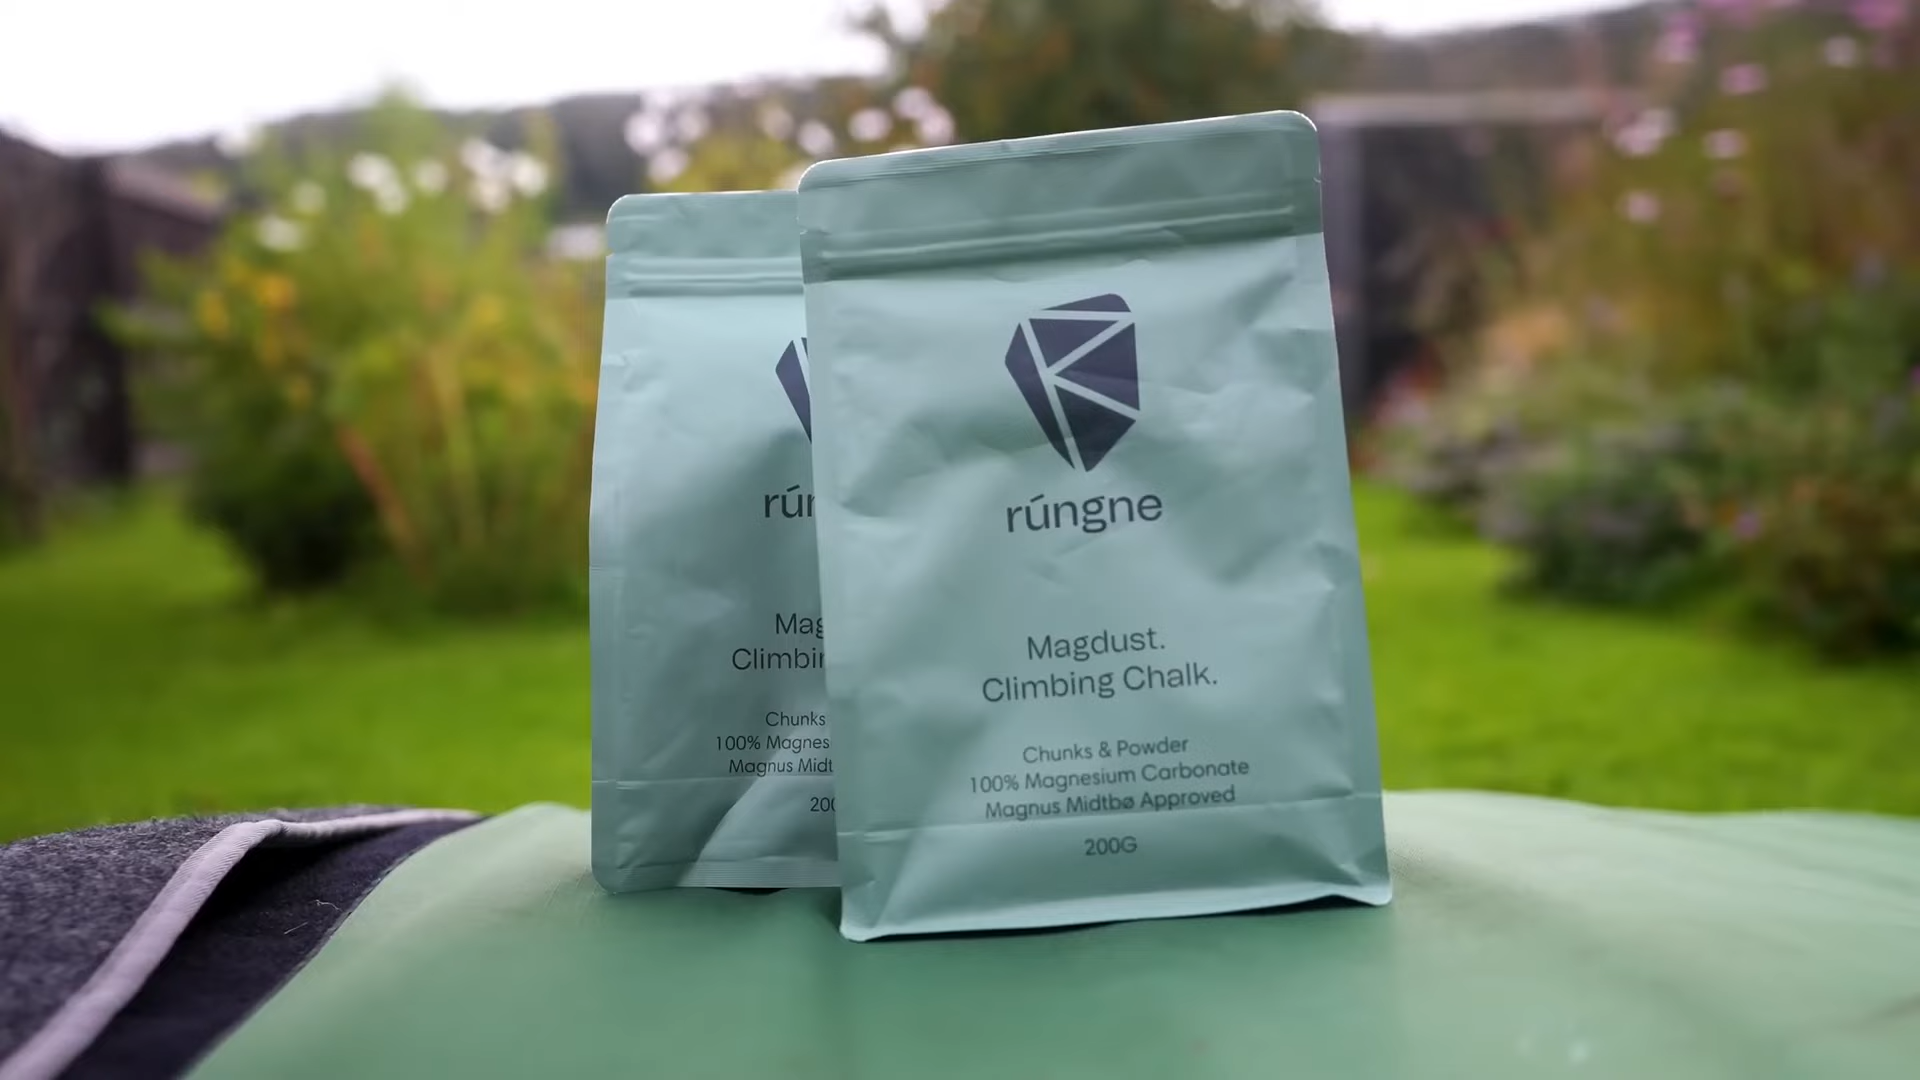 rúngne
Magdust.
Climbing Chalk.
Chunks & Powder
100% Magnesium Carbonate
Magnus Midtbø Approved
200G
rún
Mag
Climbin
Chunks
100% Magnes
Magnus Midt
200